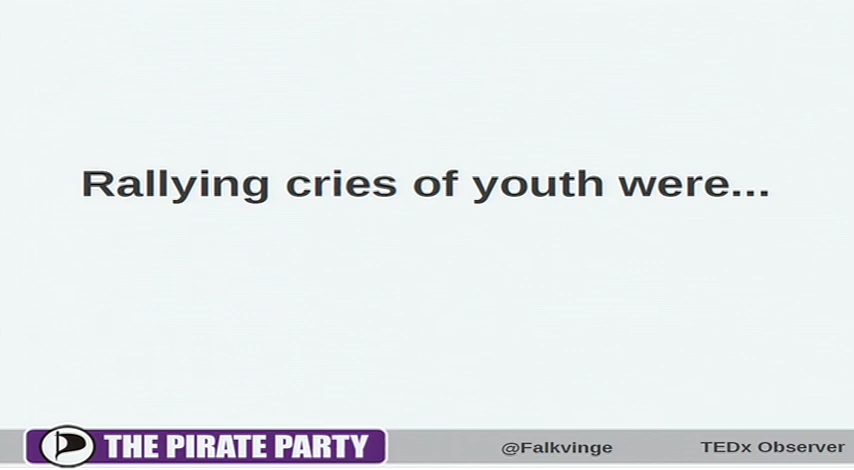 Rallying cries of youth were...
THE PIRATE PARTY
@Falkvinge
TEDx Observer